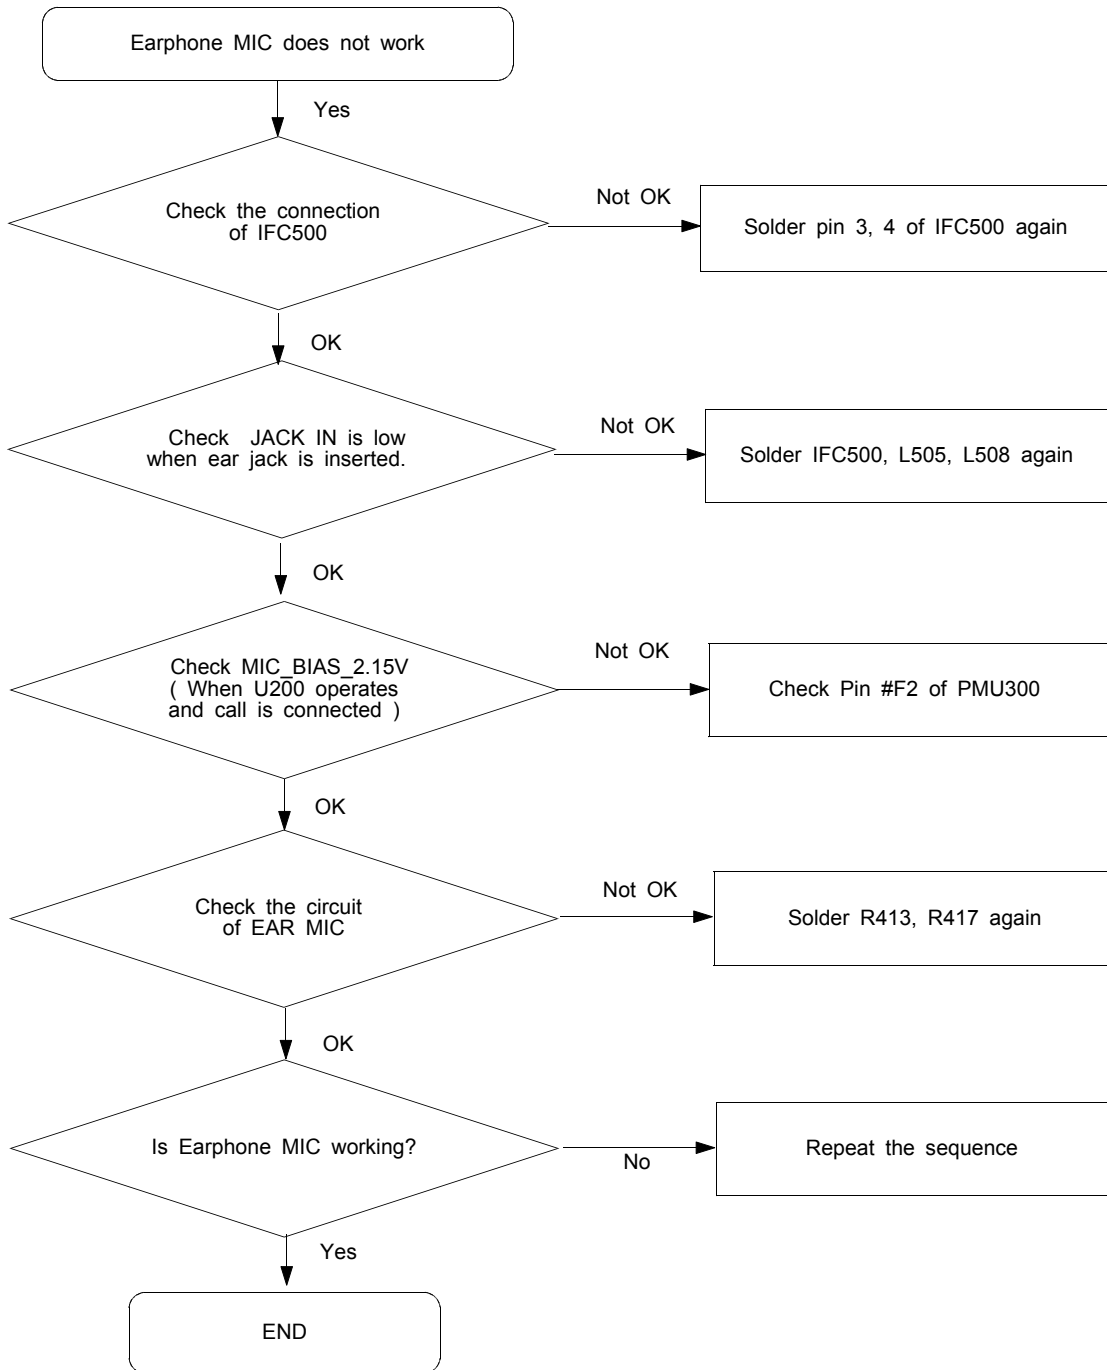 Earphone MIC does not work
Yes
Check the connection
of IFC500
Not OK
Solder pin 3, 4 of IFC500 again
OK
Check JACK IN is low
when ear jack is inserted.
Not OK
Solder IFC500, L505, L508 again
OK
Check MIC_BIAS_2.15V
( When U200 operates
and call is connected )
Not OK
Check Pin #F2 of PMU300
OK
Check the circuit
of EAR MIC
Not OK
Solder R413, R417 again
OK
Is Earphone MIC working?
No
Repeat the sequence
Yes
END